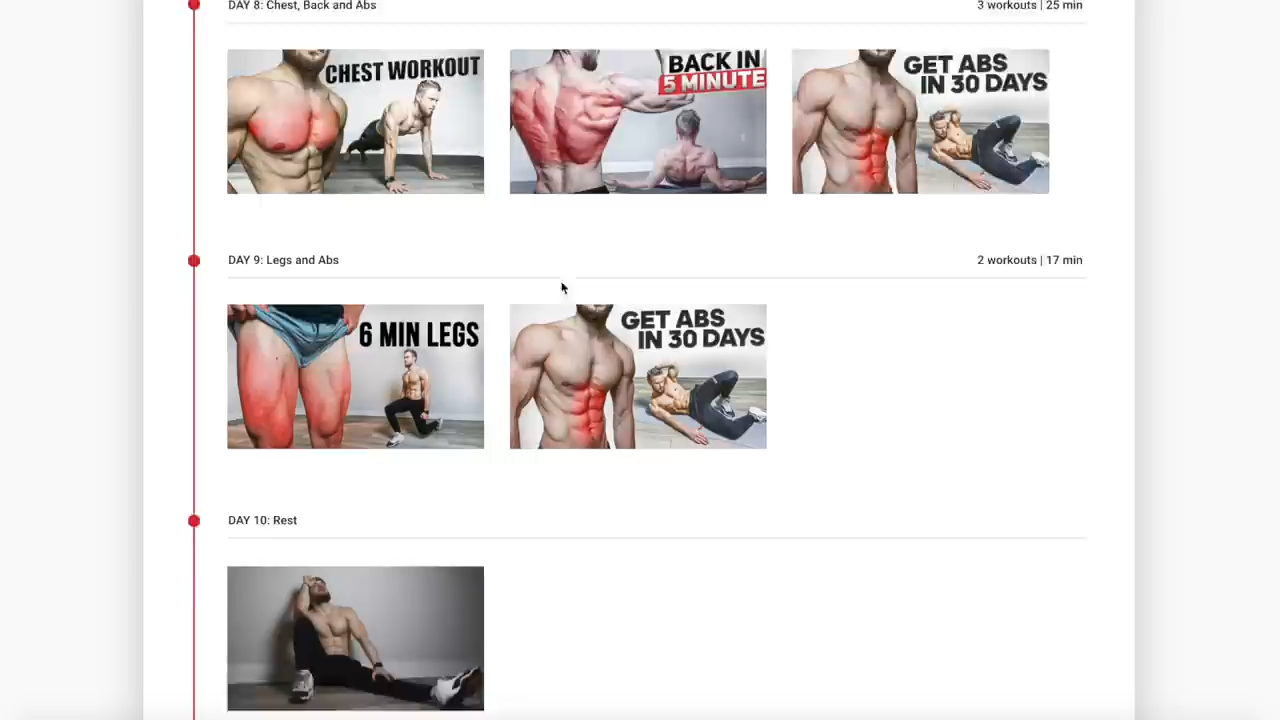 DAY 8: Chest, Back and Abs
3 workouts | 25 min
CHEST WORKOUT
BACK IN
5 MINUTE
GET ABS
IN 30 DAYS
DAY 9: Legs and Abs
2 workouts | 17 min
6 MIN LEGS
GET ABS
IN 30 DAYS
DAY 10: Rest